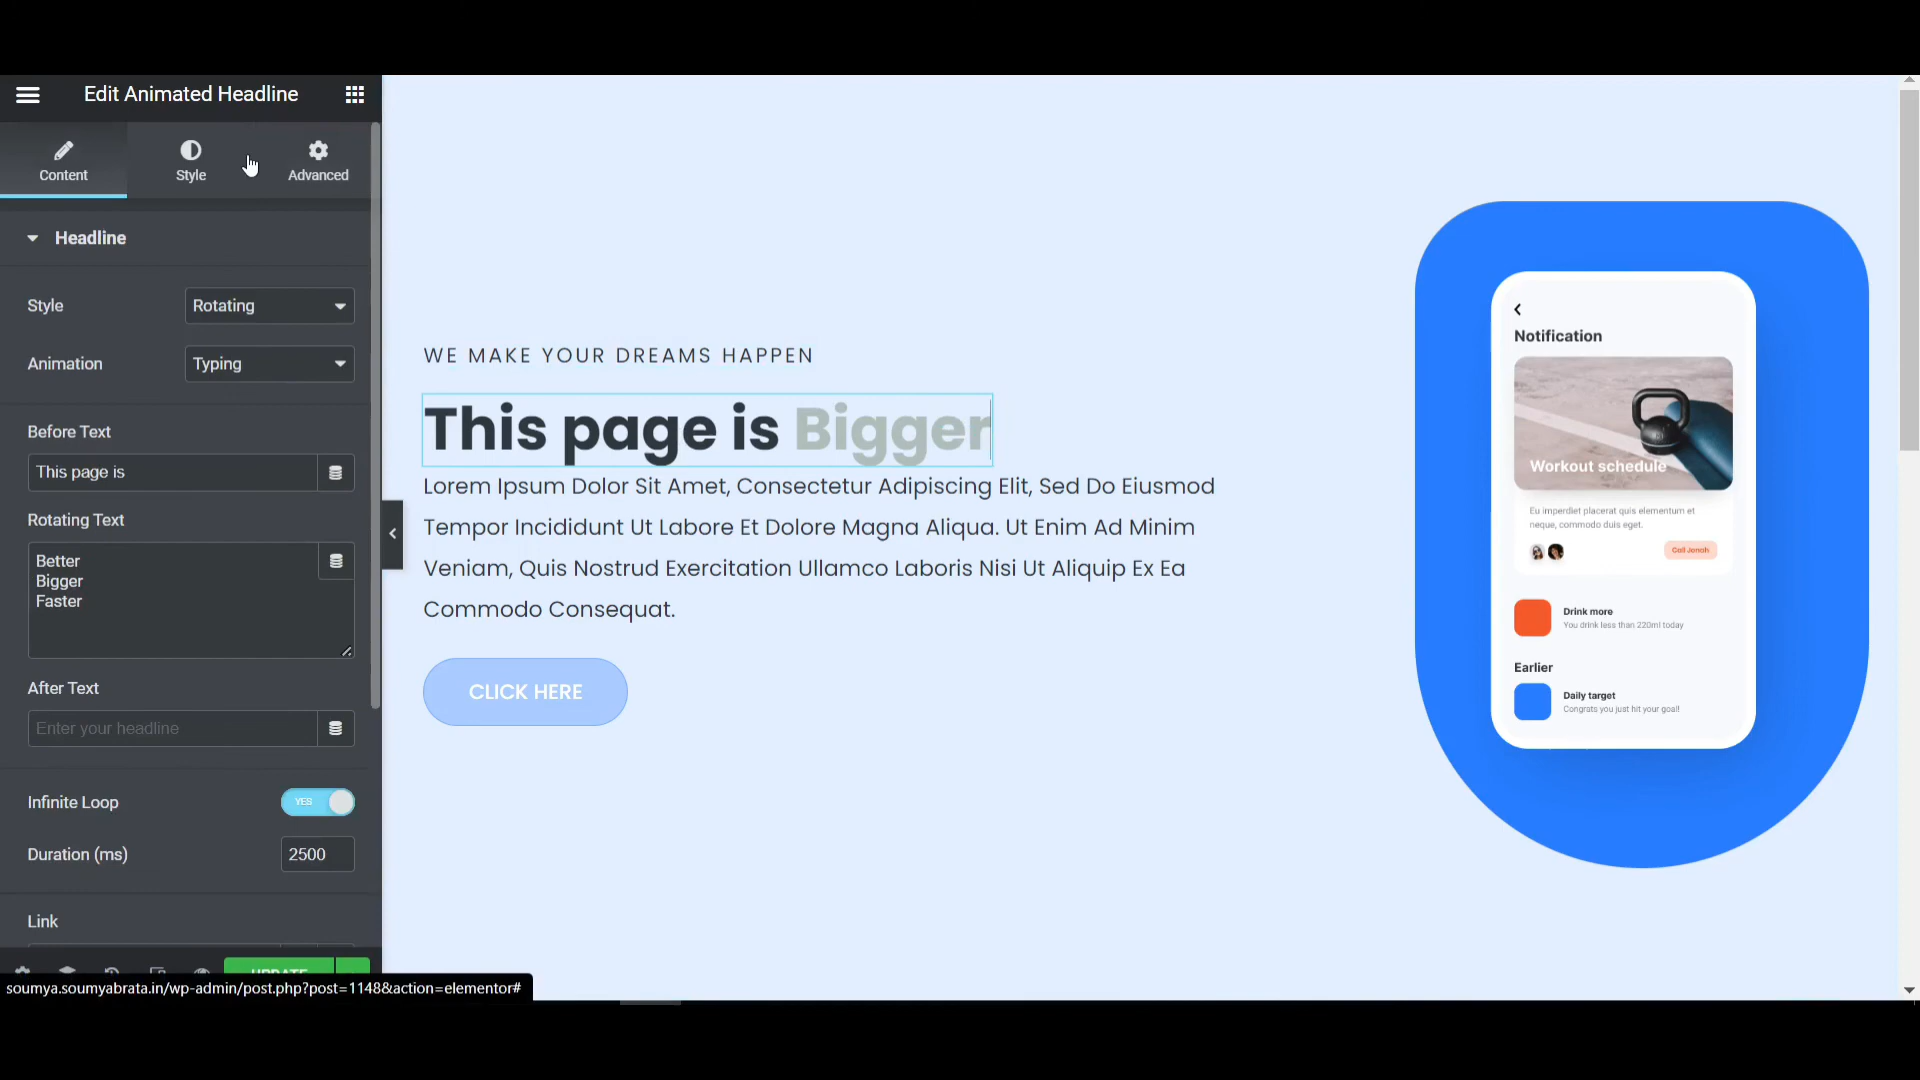 Edit Animated Headline
Content
Style
Advanced
Headline
Style
Rotating
Animation
Typing
Before Text
This page is
Rotating Text
Better
Bigger
Faster
After Text
Enter your headline
Infinite Loop
YES
Duration (ms)
2500
Link
UPDATE
soumya.soumyabrata.in/wp-admin/post.php?post=1148&action=elementor#
WE MAKE YOUR DREAMS HAPPEN
This page is Bigger
Lorem Ipsum Dolor Sit Amet, Consectetur Adipiscing Elit, Sed Do Eiusmod
Tempor Incididunt Ut Labore Et Dolore Magna Aliqua. Ut Enim Ad Minim
Veniam, Quis Nostrud Exercitation Ullamco Laboris Nisi Ut Aliquip Ex Ea
Commodo Consequat.
CLICK HERE
Notification
Workout schedule
Eu imperdiet placerat quis elementum et
neque, commodo duis eget.
Call Jonah
Drink more
You drink less than 220ml today
Earlier
Daily target
Congrats you just hit your goal!